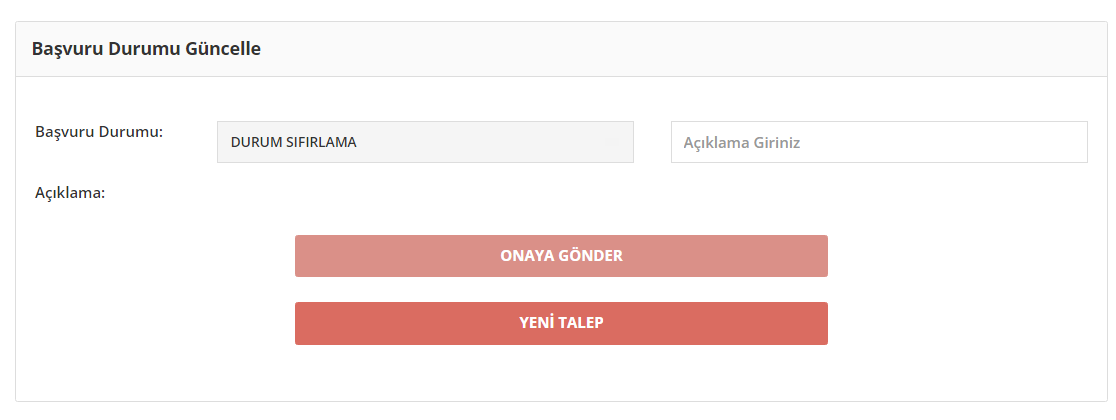 Başvuru Durumu Güncelle
Başvuru Durumu:
DURUM SIFIRLAMA
Açıklama Giriniz
Açıklama:
ONAYA GÖNDER
YENİ TALEP